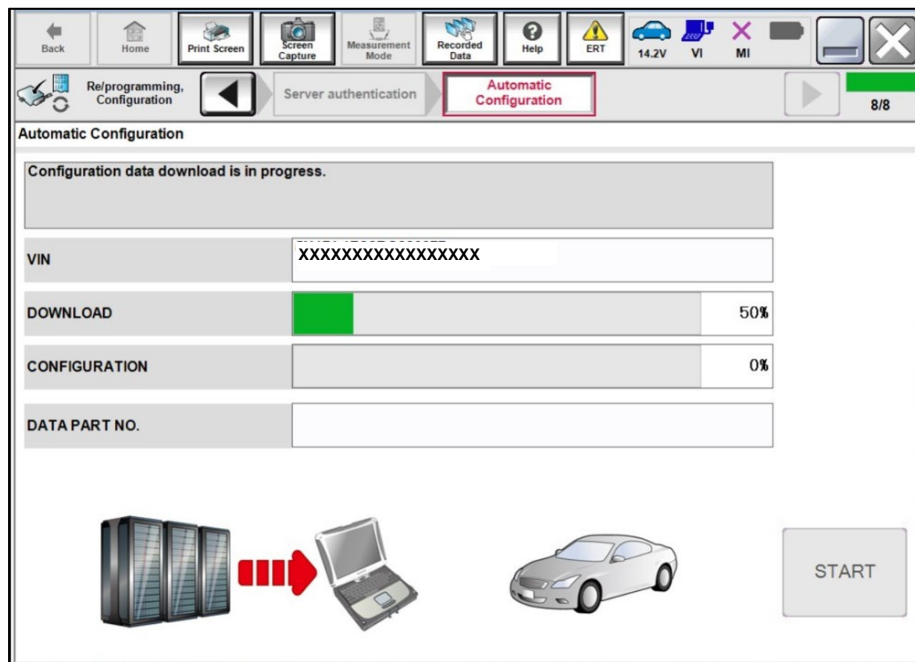 Back
Home
Print Screen
Screen
Capture
Measurement
Mode
Recorded
Data
Help
ERT
14.2V
VI
MI
Re/programming,
Configuration
Server authentication
Automatic
Configuration
8/8
Automatic Configuration
Configuration data download is in progress.
VIN
XXXXXXXXXXXXXXXXX
DOWNLOAD
50%
CONFIGURATION
0%
DATA PART NO.
START